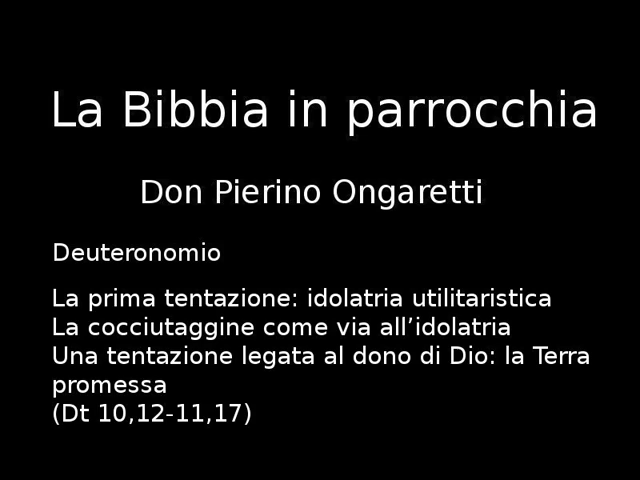 La Bibbia in parrocchia
Don Pierino Ongaretti
Deuteronomio
La prima tentazione: idolatria utilitaristica
La cocciutaggine come via all’idolatria
Una tentazione legata al dono di Dio: la Terra
promessa
(Dt 10,12-11,17)